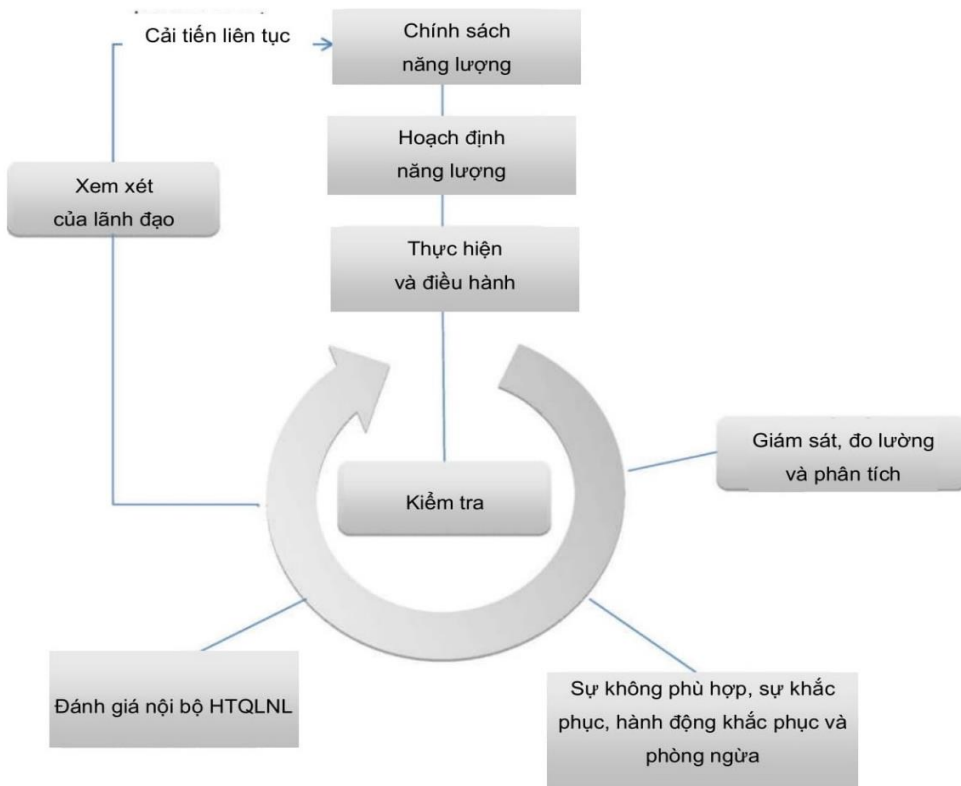 Cải tiến liên tục
Chính sách
năng lượng
Hoạch định
năng lượng
Xem xét
của lãnh đạo
Thực hiện
và điều hành
Giám sát, đo lường
và phân tích
Kiểm tra
Đánh giá nội bộ HTQLNL
Sự không phù hợp, sự khắc
phục, hành động khắc phục và
phòng ngừa